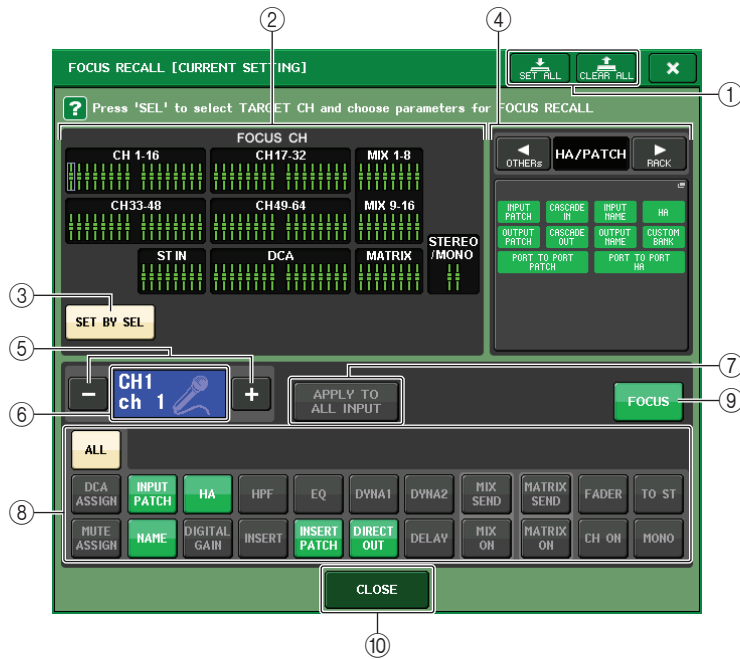 ② ④
FOCUS RECALL [CURRENT SETTING]
SET ALL
CLEAR ALL
①
? Press 'SEL' to select TARGET CH and choose parameters for FOCUS RECALL
FOCUS CH
CH 1-16
CH17-32
MIX 1-8
CH33-48
CH49-64
MIX 9-16
ST IN
DCA
MATRIX
STEREO
/MONO
OTHERs
HA/PATCH
RACK
INPUT
PATCH
CASCADE
IN
INPUT
NAME
HA
OUTPUT
PATCH
CASCADE
OUT
OUTPUT
NAME
CUSTOM
BANK
PORT TO PORT
PATCH
PORT TO PORT
HA
③
SET BY SEL
⑤
⑥
−
CH1
ch 1
+
⑦
APPLY TO
ALL INPUT
FOCUS
⑨
⑧
ALL
DCA
ASSIGN
INPUT
PATCH
HA
HPF
EQ
DYNA1
DYNA2
MIX
SEND
MATRIX
SEND
FADER
TO ST
MUTE
ASSIGN
NAME
DIGITAL
GAIN
INSERT
INSERT
PATCH
DIRECT
OUT
DELAY
MIX
ON
MATRIX
ON
CH ON
MONO
CLOSE
⑩